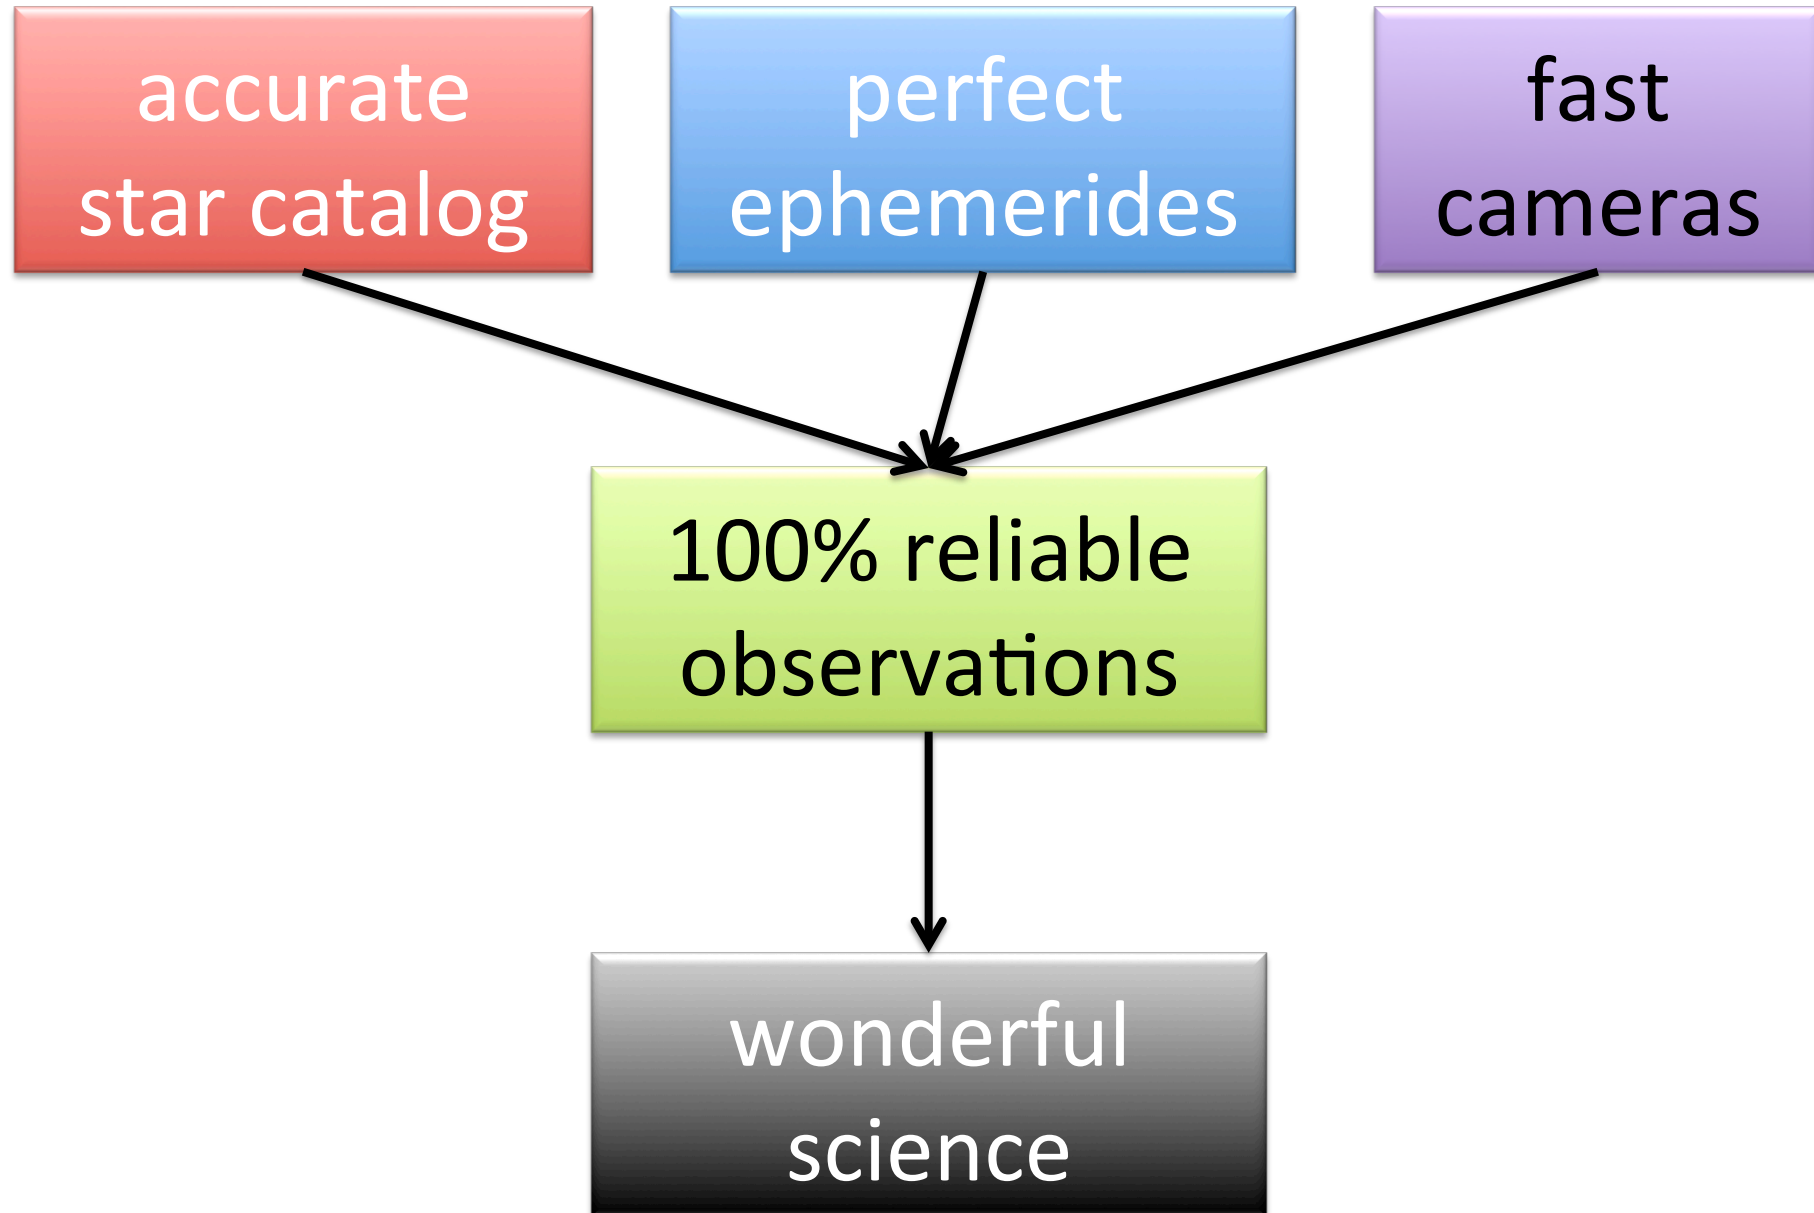 accurate
star catalog
perfect
ephemerides
fast
cameras
100% reliable
observations
wonderful
science